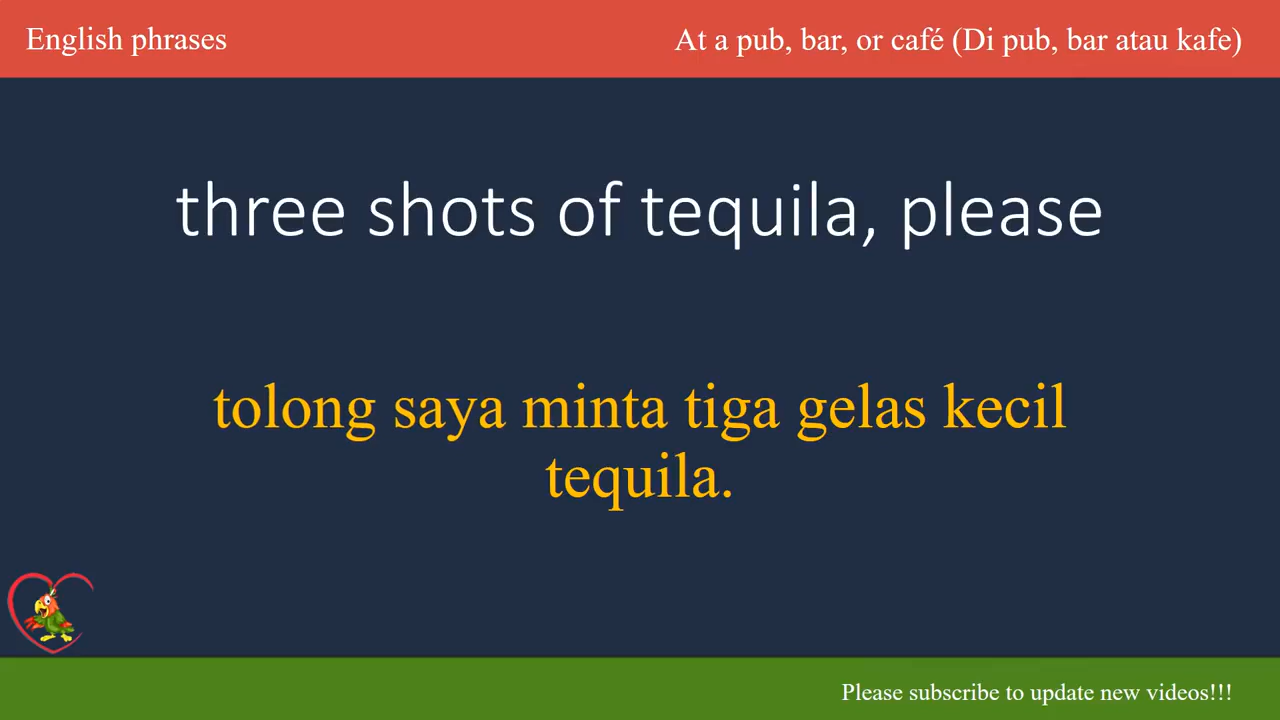 English phrases
At a pub, bar, or café (Di pub, bar atau kafe)
three shots of tequila, please
tolong saya minta tiga gelas kecil
tequila.
Please subscribe to update new videos!!!